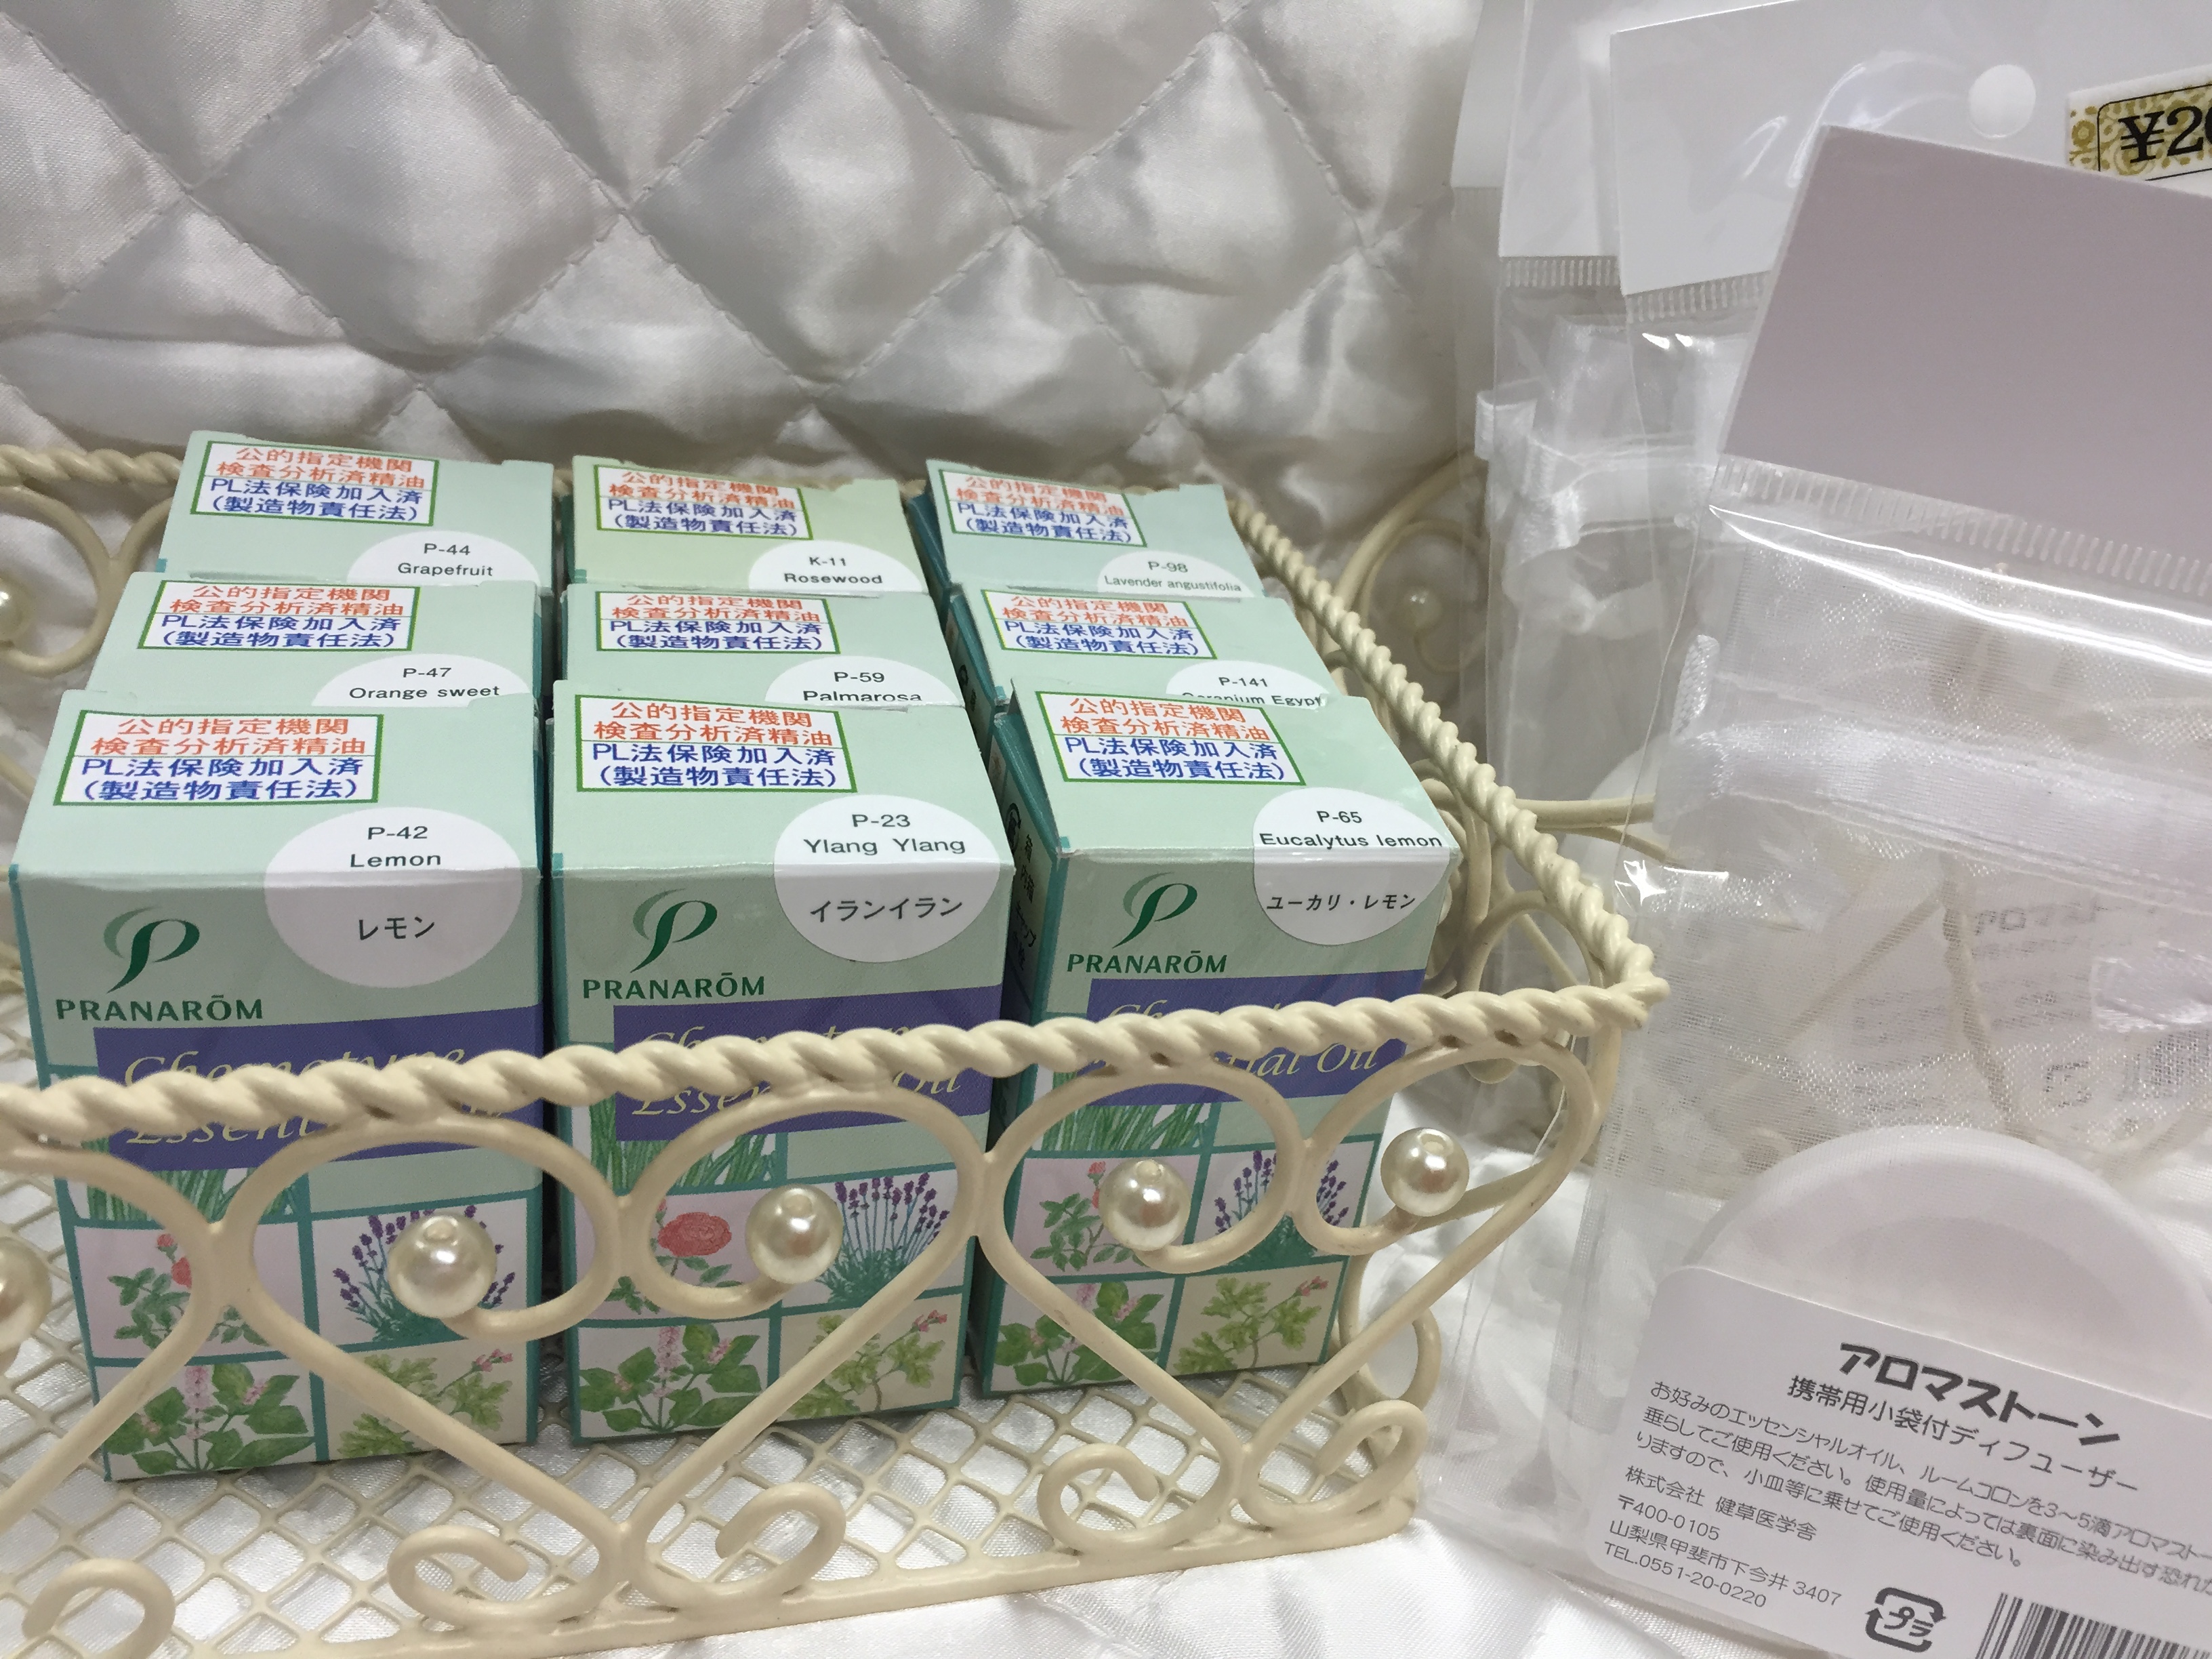 公的指定機関
検査分析済精油
PL法保険加入済
(製造物責任法)
P-44
Grapefruit
公的指定機関
検査分析済精油
PL法保険加入済
(製造物責任法)
K-11
Rosewood
公的指定機関
検査分析済精油
PL法保険加入済
(製造物責任法)
P-98
Lavender angustifolia
公的指定機関
検査分析済精油
PL法保険加入済
(製造物責任法)
P-47
Orange sweet
公的指定機関
検査分析済精油
PL法保険加入済
(製造物責任法)
P-59
Palmarosa
公的指定機関
検査分析済精油
PL法保険加入済
(製造物責任法)
P-141
Geranium Egypt
公的指定機関
検査分析済精油
PL法保険加入済
(製造物責任法)
P-42
Lemon
レモン
PRANARŌM
Chemotype
Essential
公的指定機関
検査分析済精油
PL法保険加入済
(製造物責任法)
P-23
Ylang Ylang
イランイラン
PRANARŌM
Essential Oil
公的指定機関
検査分析済精油
PL法保険加入済
(製造物責任法)
P-65
Eucalytus lemon
ユーカリ・レモン
PRANARŌM
Essential Oil
¥20
アロマストーン
携帯用小袋付ディフューザー
お好みのエッセンシャルオイル、ルームコロンを3～5滴アロマストー
垂らしてご使用ください。使用量によっては裏面に染み出す恐れが
りますので、小皿等に乗せてご使用ください。
株式会社 健草医学舎
〒400-0105
山梨県甲斐市下今井 3407
TEL.0551-20-0220
プラ